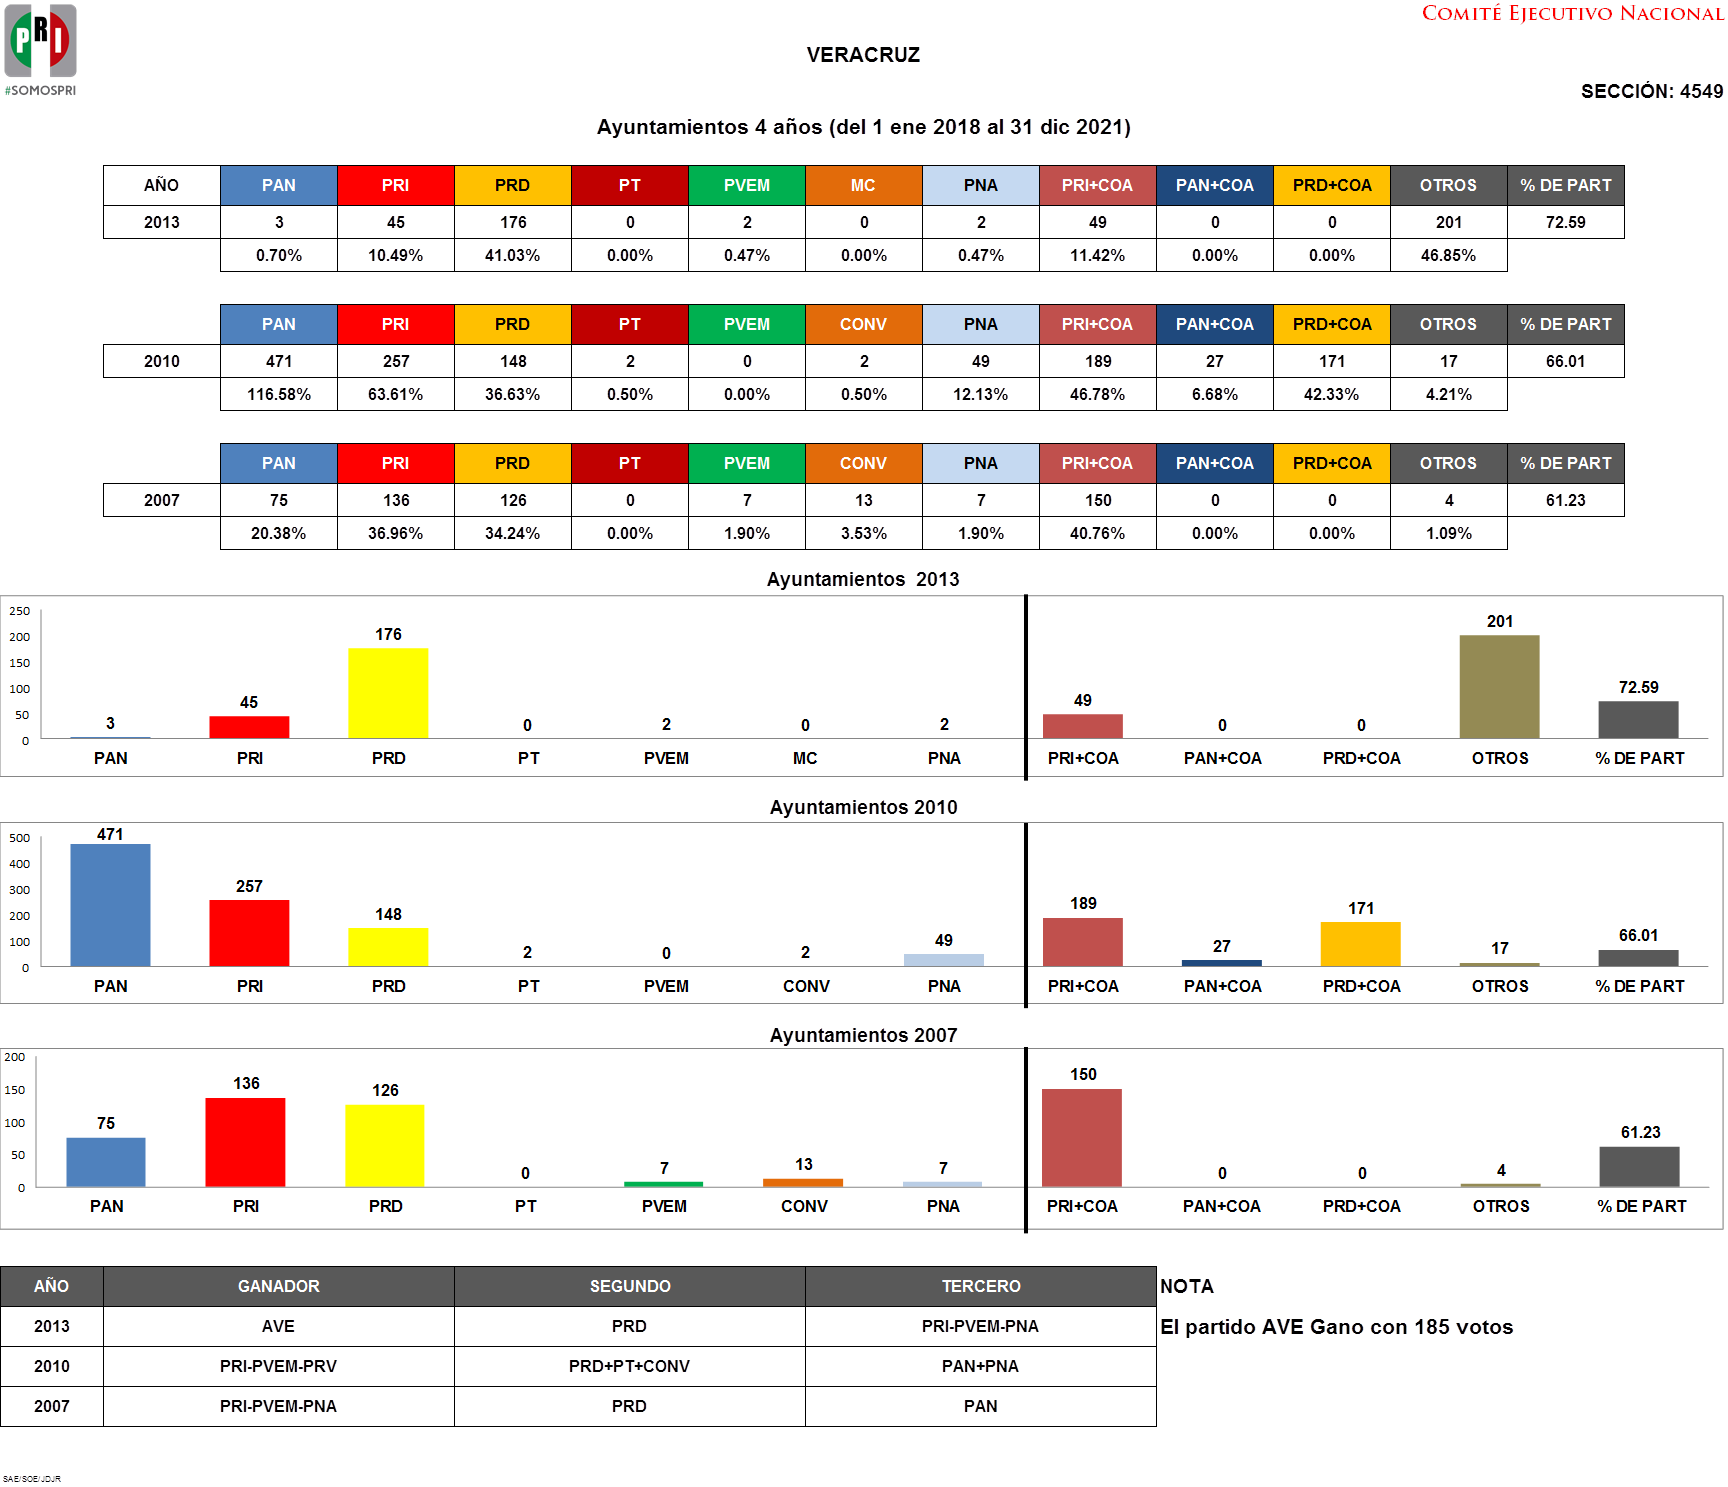 COMITÉ EJECUTIVO NACIONAL
PRI
#SOMOSPRI
VERACRUZ
SECCIÓN: 4549
Ayuntamientos 4 años (del 1 ene 2018 al 31 dic 2021)
AÑO PAN PRI PRD PT PVEM MC PNA PRI+COA PAN+COA PRD+COA OTROS % DE PART
2013 3 45 176 0 2 0 2 49 0 0 201 72.59
0.70% 10.49% 41.03% 0.00% 0.47% 0.00% 0.47% 11.42% 0.00% 0.00% 46.85%
PAN PRI PRD PT PVEM CONV PNA PRI+COA PAN+COA PRD+COA OTROS % DE PART
2010 471 257 148 2 0 2 49 189 27 171 17 66.01
116.58% 63.61% 36.63% 0.50% 0.00% 0.50% 12.13% 46.78% 6.68% 42.33% 4.21%
PAN PRI PRD PT PVEM CONV PNA PRI+COA PAN+COA PRD+COA OTROS % DE PART
2007 75 136 126 0 7 13 7 150 0 0 4 61.23
20.38% 36.96% 34.24% 0.00% 1.90% 3.53% 1.90% 40.76% 0.00% 0.00% 1.09%
Ayuntamientos 2013
250
200
150
100
50
0
3 45 176 0 2 0 2 49 0 0 201 72.59
PAN PRI PRD PT PVEM MC PNA PRI+COA PAN+COA PRD+COA OTROS % DE PART
Ayuntamientos 2010
500
400
300
200
100
0
471 257 148 2 0 2 49 189 27 171 17 66.01
PAN PRI PRD PT PVEM CONV PNA PRI+COA PAN+COA PRD+COA OTROS % DE PART
Ayuntamientos 2007
200
150
100
50
0
75 136 126 0 7 13 7 150 0 0 4 61.23
PAN PRI PRD PT PVEM CONV PNA PRI+COA PAN+COA PRD+COA OTROS % DE PART
AÑO GANADOR SEGUNDO TERCERO NOTA
2013 AVE PRD PRI-PVEM-PNA El partido AVE Gano con 185 votos
2010 PRI-PVEM-PRV PRD+PT+CONV PAN+PNA
2007 PRI-PVEM-PNA PRD PAN
SAE/SOE/JDJR